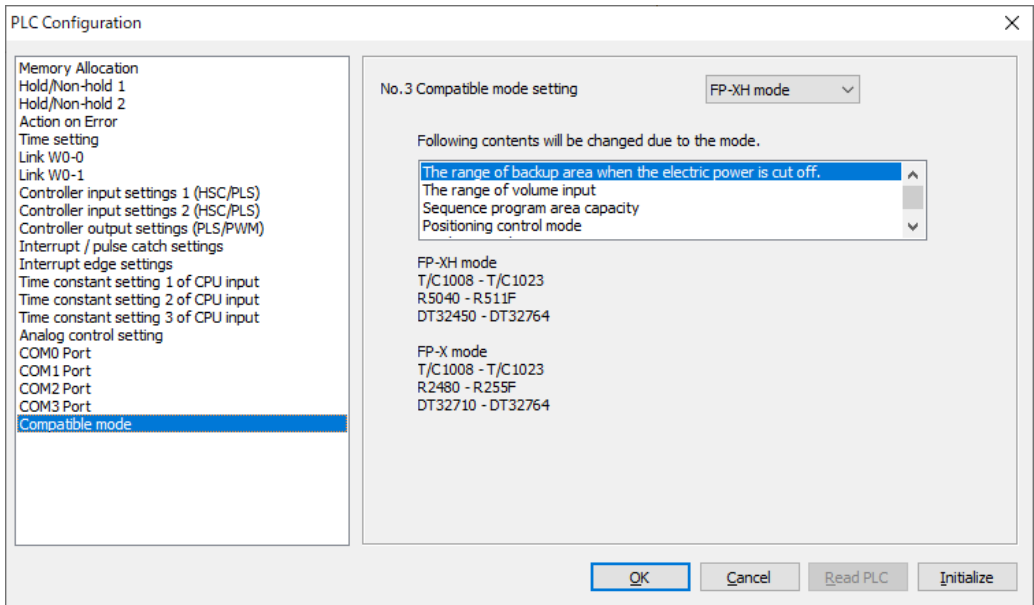 PLC Configuration
Memory Allocation
Hold/Non-hold 1
Hold/Non-hold 2
Action on Error
Time setting
Link W0-0
Link W0-1
Controller input settings 1 (HSC/PLS)
Controller input settings 2 (HSC/PLS)
Controller output settings (PLS/PWM)
Interrupt / pulse catch settings
Interrupt edge settings
Time constant setting 1 of CPU input
Time constant setting 2 of CPU input
Time constant setting 3 of CPU input
Analog control setting
COM0 Port
COM1 Port
COM2 Port
COM3 Port
Compatible mode
No.3 Compatible mode setting
FP-XH mode
Following contents will be changed due to the mode.
The range of backup area when the electric power is cut off.
The range of volume input
Sequence program area capacity
Positioning control mode
FP-XH mode
T/C1008 - T/C1023
R5040 - R511F
DT32450 - DT32764
FP-X mode
T/C1008 - T/C1023
R2480 - R255F
DT32710 - DT32764
OK
Cancel
Read PLC
Initialize